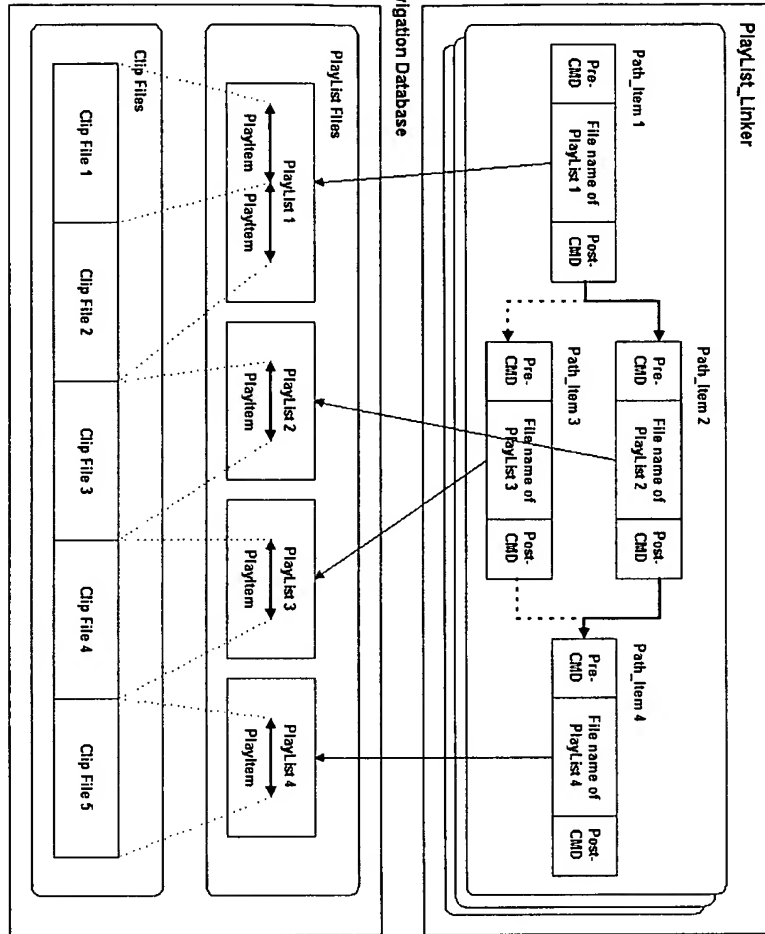 PlayList_Linker
Path_Item 2
Pre-
CMD
File name of
PlayList 2
Post-
CMD
Path_Item 1
Pre-
CMD
File name of
PlayList 1
Post-
CMD
Path_Item 4
Pre-
CMD
File name of
PlayList 4
Post-
CMD
Path_Item 3
Pre-
CMD
File name of
PlayList 3
Post-
CMD
vigation Database
PlayList Files
PlayList 1
PlayItem
PlayItem
PlayList 2
PlayItem
PlayList 3
PlayItem
PlayList 4
PlayItem
Clip File 1
Clip File 2
Clip File 3
Clip File 4
Clip File 5
Clip Files